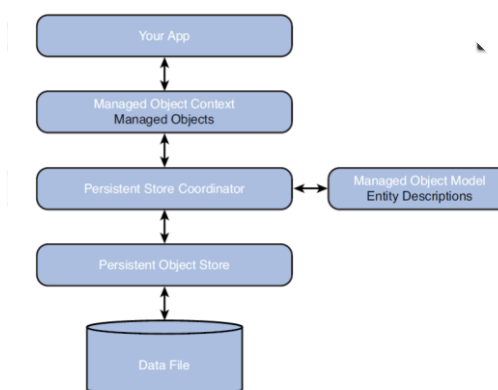 Your App
Managed Object Context
Managed Objects
Persistent Store Coordinator
Managed Object Model
Entity Descriptions
Persistent Object Store
Data File